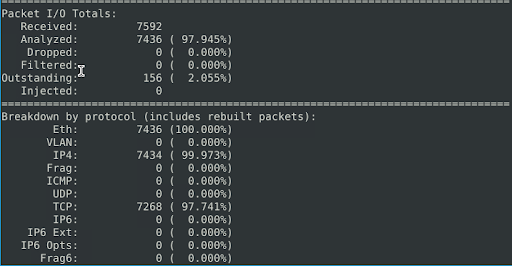 ===============================================================================
Packet I/O Totals:
   Received:         7592
   Analyzed:         7436 ( 97.945%)
    Dropped:            0 (  0.000%)
   Filtered:            0 (  0.000%)
Outstanding:          156 (  2.055%)
   Injected:            0
===============================================================================
Breakdown by protocol (includes rebuilt packets):
        Eth:         7436 (100.000%)
       VLAN:            0 (  0.000%)
        IP4:         7434 ( 99.973%)
       Frag:            0 (  0.000%)
       ICMP:            0 (  0.000%)
        UDP:            0 (  0.000%)
        TCP:         7268 ( 97.741%)
        IP6:            0 (  0.000%)
    IP6 Ext:            0 (  0.000%)
   IP6 Opts:            0 (  0.000%)
      Frag6:            0 (  0.000%)